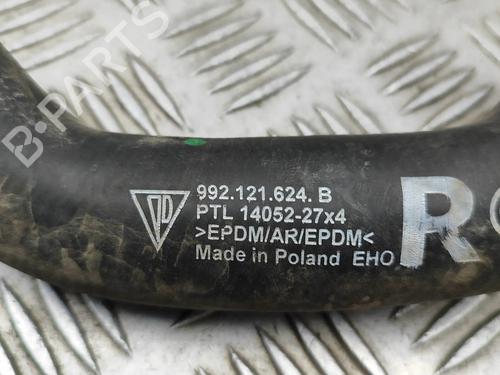 B-PARTS
992.121.624. B
PTL 14052-27x4
>EPDM/AR/EPDM<
Made in Poland EHO
R